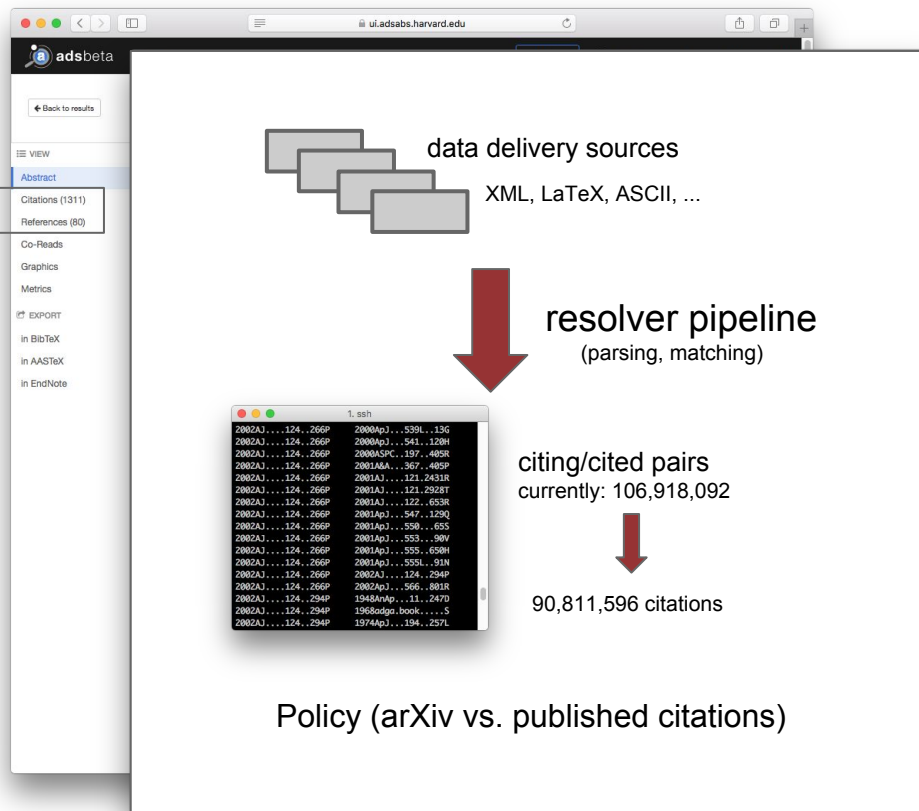 ui.adsabs.harvard.edu
a adsbeta
Back to results
VIEW
Abstract
Citations (1311)
References (80)
Co-Reads
Graphics
Metrics
EXPORT
in BibTeX
in AASTeX
in EndNote
data delivery sources
XML, LaTeX, ASCII, ...
resolver pipeline
(parsing, matching)
1. ssh
2002AJ....124..266P 2000ApJ...539L..13G
2002AJ....124..266P 2000ApJ...541..120H
2002AJ....124..266P 2000ASPC..197..405R
2002AJ....124..266P 2001A&A...367..405P
2002AJ....124..266P 2001AJ....121.2431R
2002AJ....124..266P 2001AJ....121.2928T
2002AJ....124..266P 2001AJ....122..653R
2002AJ....124..266P 2001ApJ...547..129Q
2002AJ....124..266P 2001ApJ...550...65S
2002AJ....124..266P 2001ApJ...553...90V
2002AJ....124..266P 2001ApJ...555..650H
2002AJ....124..266P 2001ApJ...555L..91N
2002AJ....124..266P 2002AJ....124..294P
2002AJ....124..266P 2002ApJ...566..801R
2002AJ....124..294P 1948AnAp...11..247D
2002AJ....124..294P 1968adga.book.....S
2002AJ....124..294P 1974ApJ...194..257L
citing/cited pairs
currently: 106,918,092
90,811,596 citations
Policy (arXiv vs. published citations)